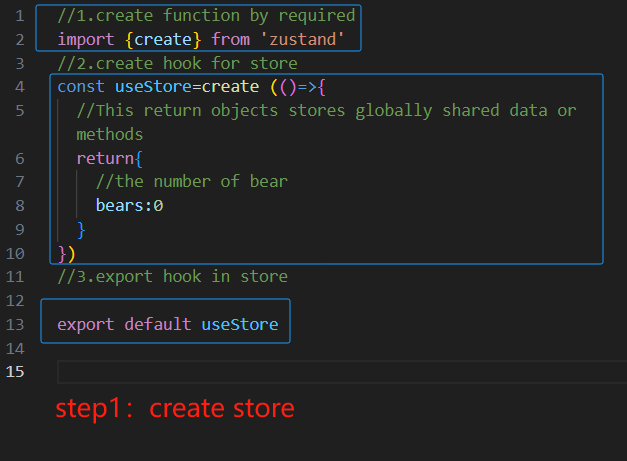 1 //1.create function by required
2 import {create} from 'zustand'
3 //2.create hook for store
4 const useStore=create (()=>{
5 //This return objects stores globally shared data or
methods
6 return{
7 //the number of bear
8 bears:0
9 }
10 })
11 //3.export hook in store
12
13 export default useStore
14
15
step1：create store